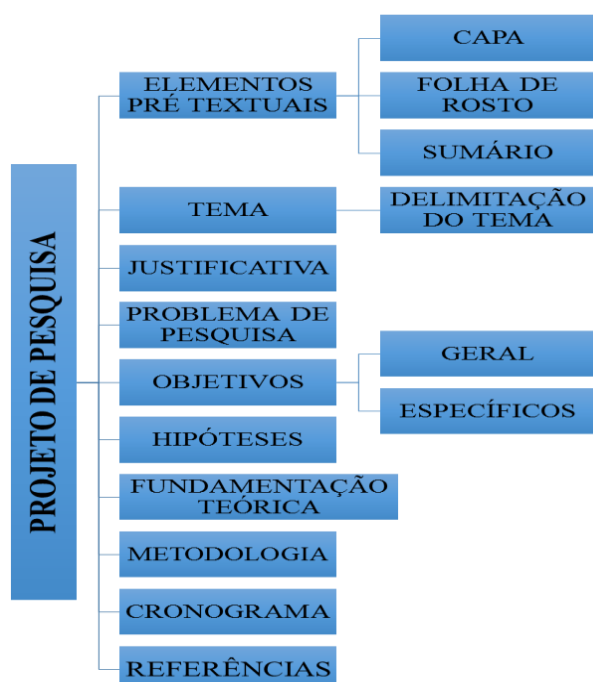 PROJETO DE PESQUISA
ELEMENTOS
PRÉ TEXTUAIS
CAPA
FOLHA DE
ROSTO
SUMÁRIO
TEMA
DELIMITAÇÃO
DO TEMA
JUSTIFICATIVA
PROBLEMA DE
PESQUISA
OBJETIVOS
GERAL
ESPECÍFICOS
HIPÓTESES
FUNDAMENTAÇÃO
TEÓRICA
METODOLOGIA
CRONOGRAMA
REFERÊNCIAS